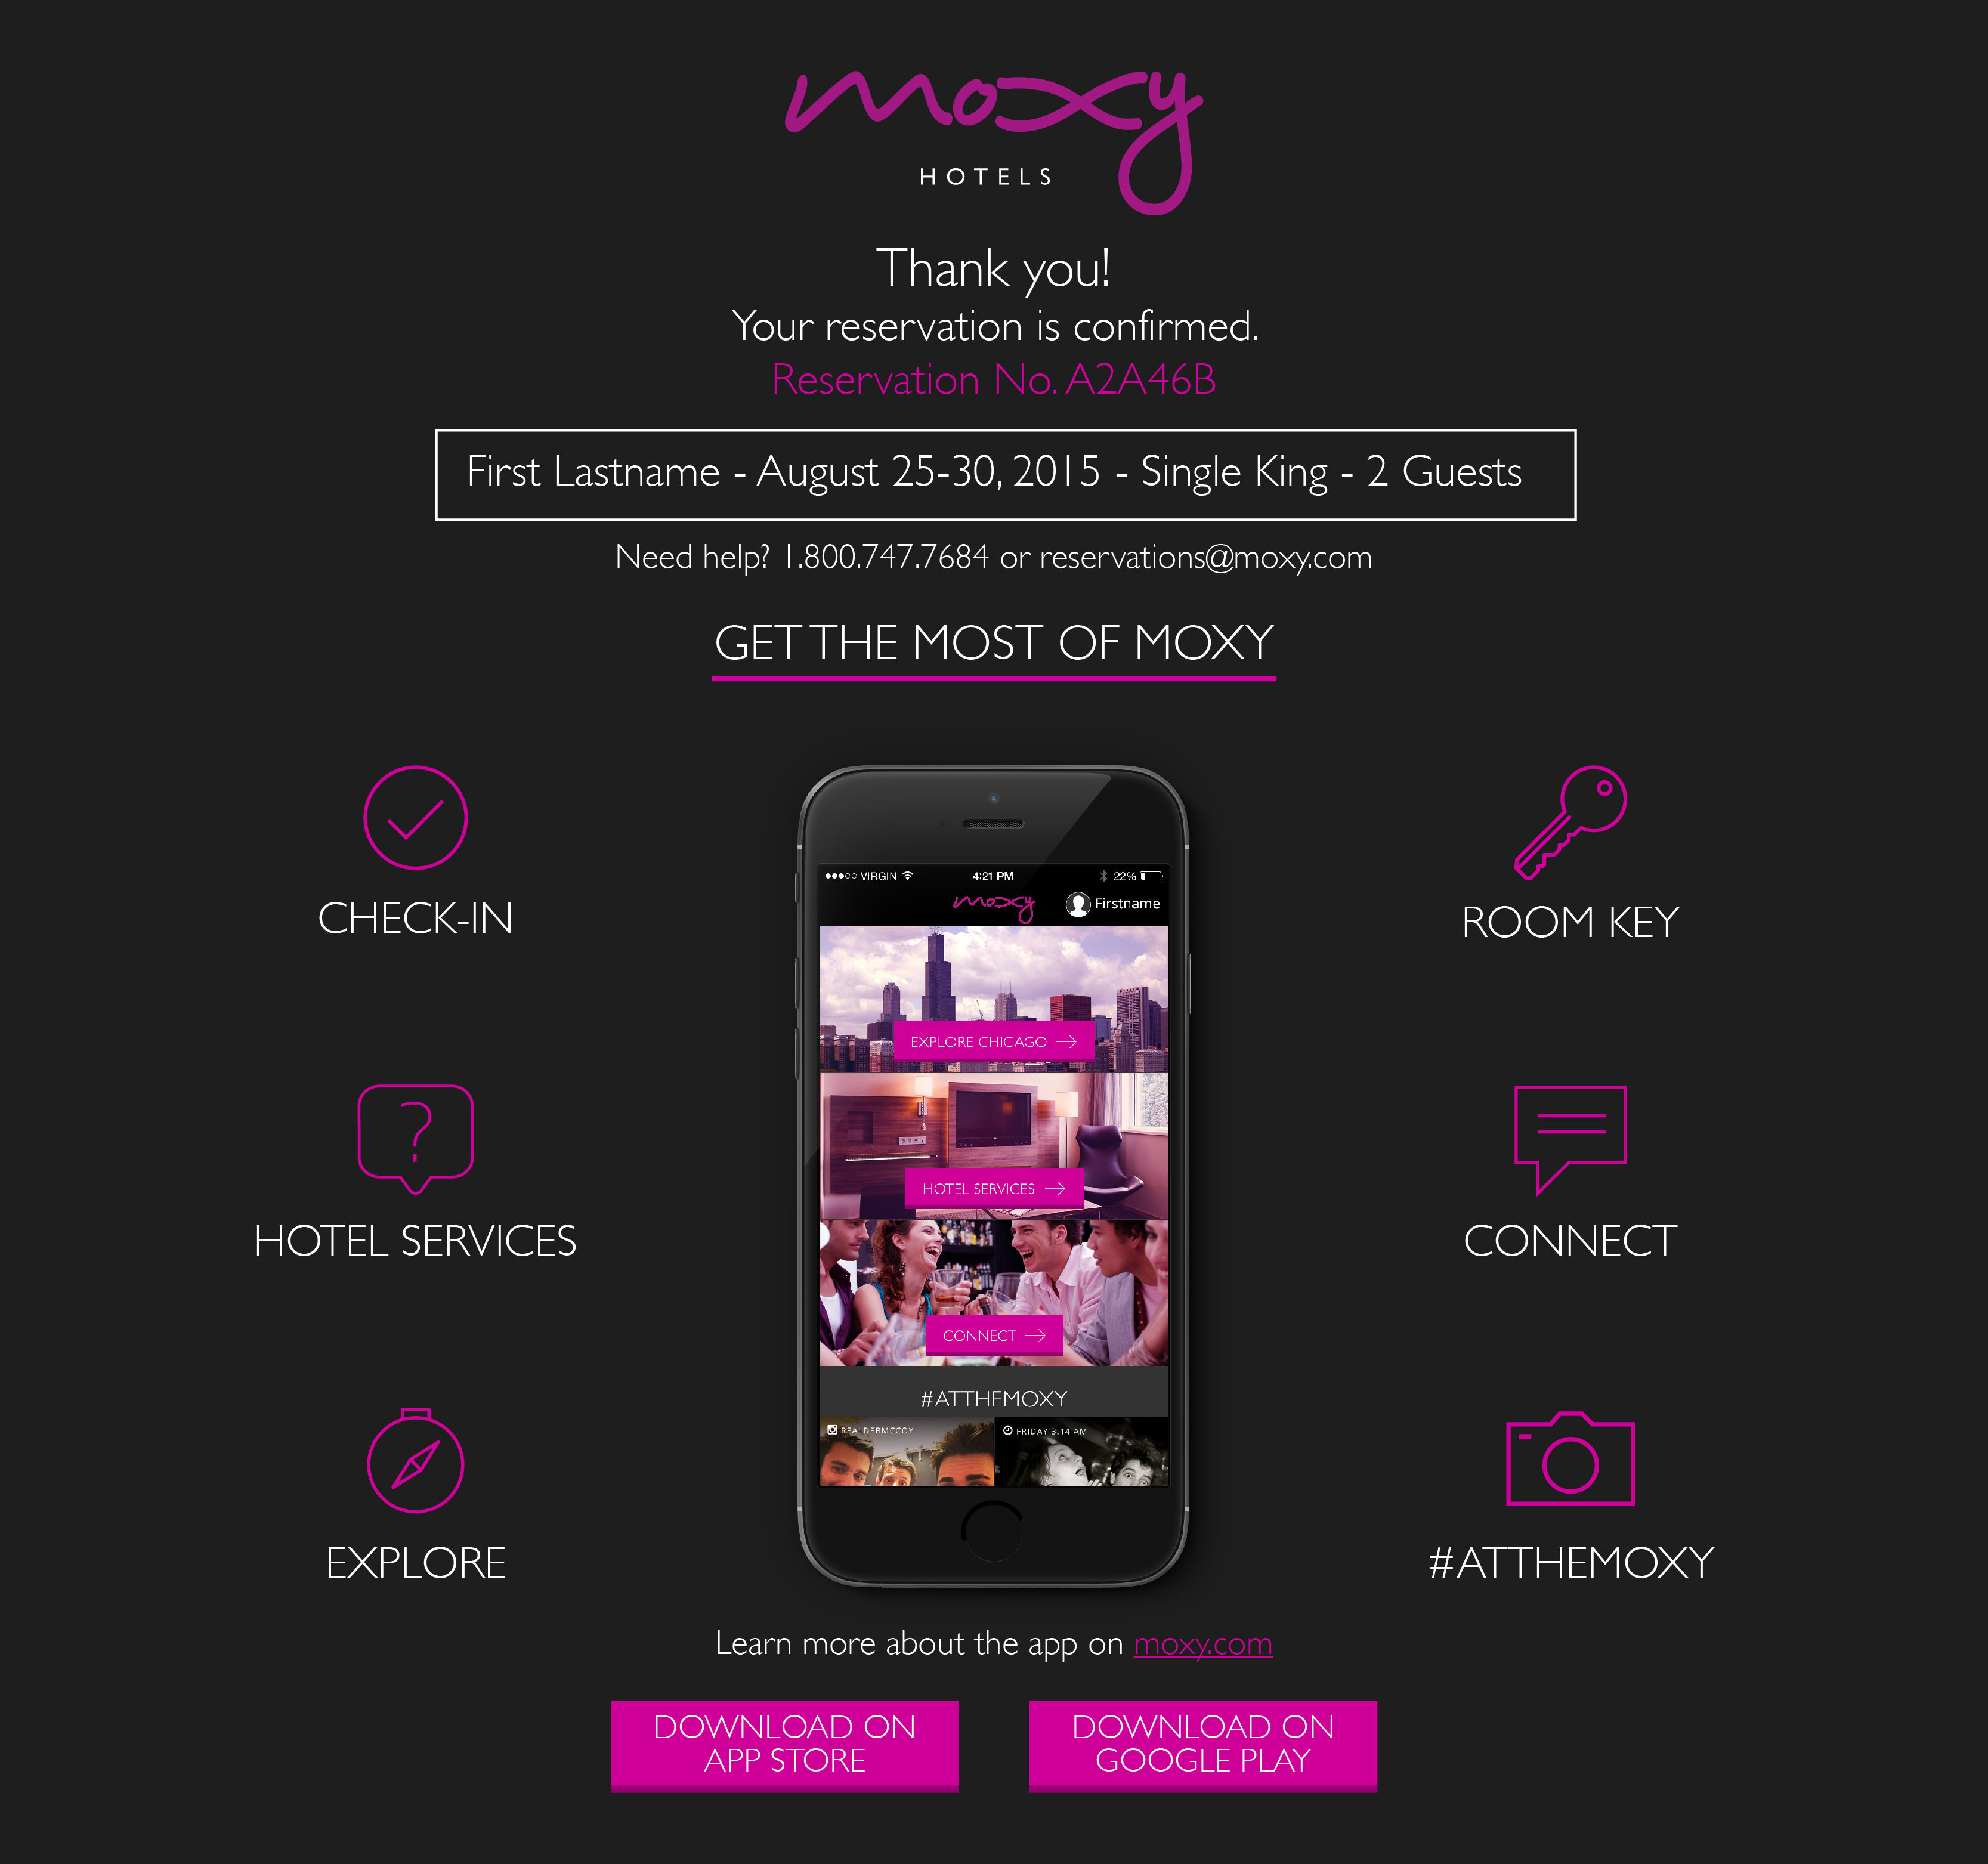 moxy
HOTELS
Thank you!
Your reservation is confirmed.
Reservation No. A2A46B
First Lastname - August 25-30, 2015 - Single King - 2 Guests
Need help? 1.800.747.7684 or reservations@moxy.com
GET THE MOST OF MOXY
CHECK-IN
HOTEL SERVICES
EXPLORE
VIRGIN 4:21 PM 22%
moxy Firstname
EXPLORE CHICAGO
HOTEL SERVICES
CONNECT
#ATTHEMOXY
REALDEBMCCOY
FRIDAY 3.14 AM
ROOM KEY
CONNECT
#ATTHEMOXY
Learn more about the app on moxy.com
DOWNLOAD ON
APP STORE
DOWNLOAD ON
GOOGLE PLAY